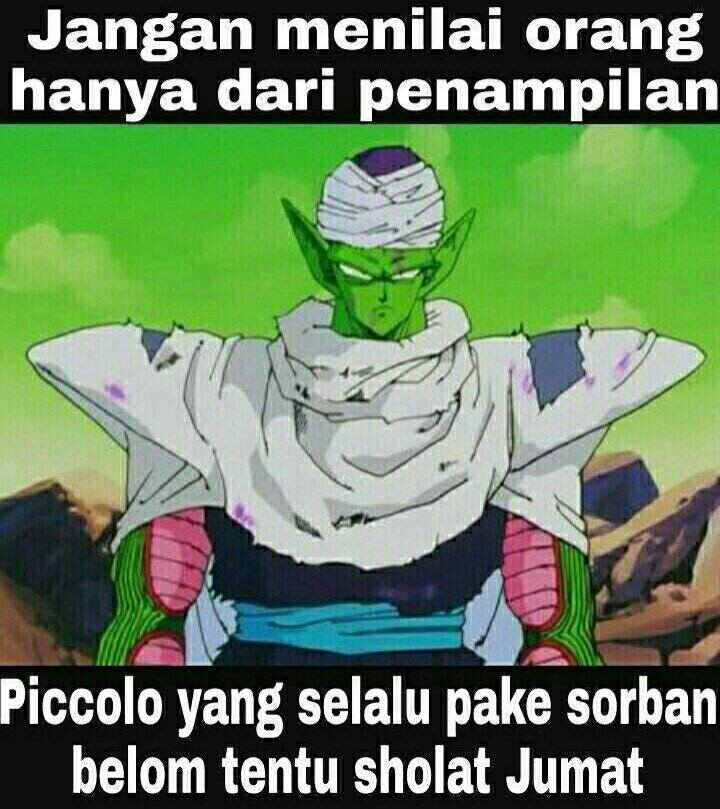 Jangan menilai orang
hanya dari penampilan
Piccolo yang selalu pake sorban
belom tentu sholat Jumat